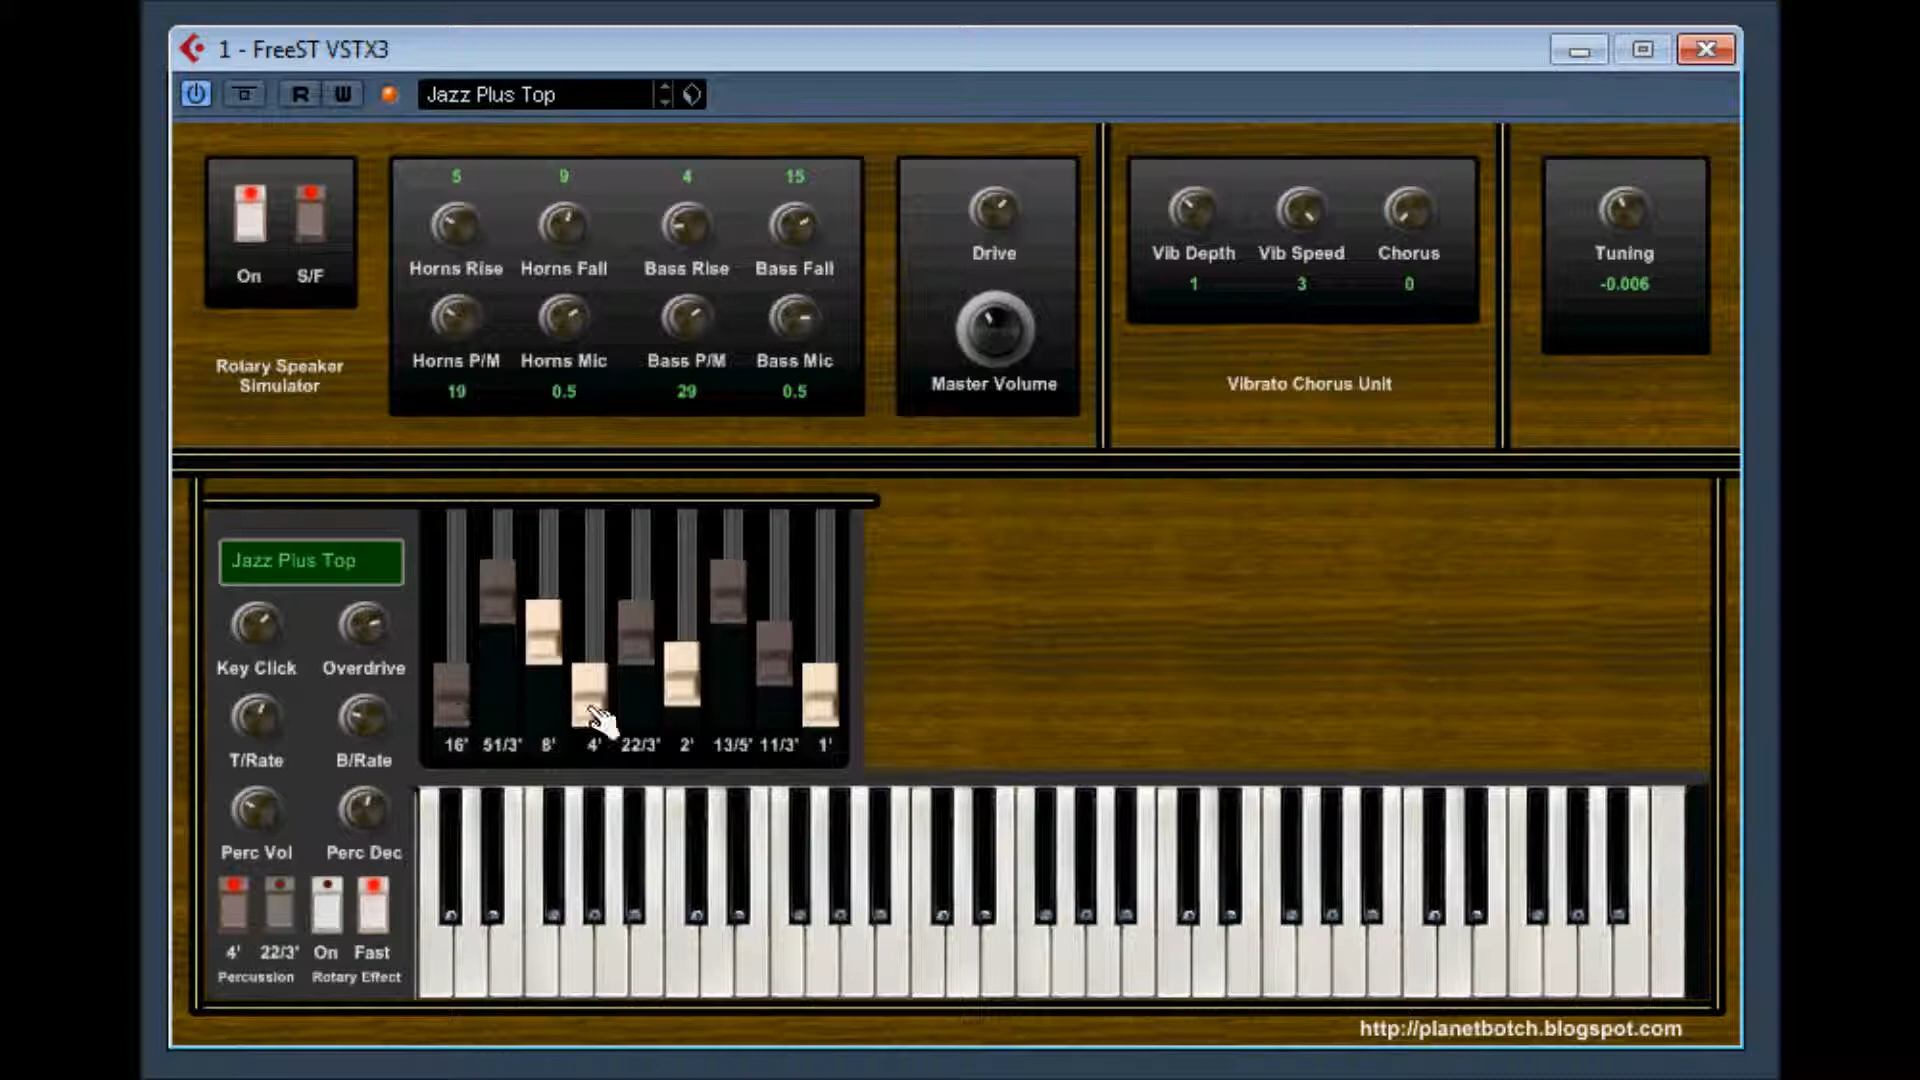 1 - FreeST VSTX3
R W Jazz Plus Top
5 9 4 15
On S/F
Horns Rise Horns Fall Bass Rise Bass Fall
Horns P/M Horns Mic Bass P/M Bass Mic
19 0.5 29 0.5
Rotary Speaker
Simulator
Drive
Master Volume
Vib Depth Vib Speed Chorus
1 3 0
Vibrato Chorus Unit
Tuning
-0.006
Jazz Plus Top
Key Click Overdrive
T/Rate B/Rate
Perc Vol Perc Dec
4' 22/3' On Fast
Percussion Rotary Effect
16' 51/3' 8' 4' 22/3' 2' 13/5' 11/3' 1'
http://planetbotch.blogspot.com